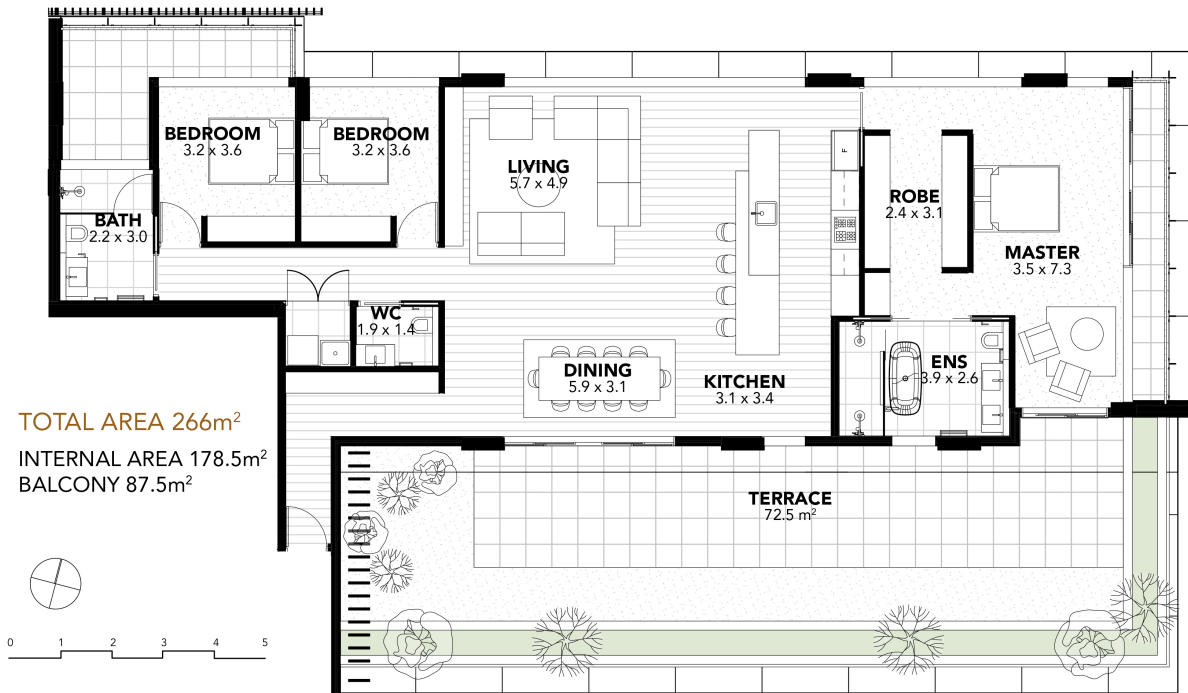 BEDROOM
3.2 x 3.6
BEDROOM
3.2 x 3.6
LIVING
5.7 x 4.9
F
ROBE
2.4 x 3.1
BATH
2.2 x 3.0
MASTER
3.5 x 7.3
WC
1.9 x 1.4
DINING
5.9 x 3.1
KITCHEN
3.1 x 3.4
ENS
3.9 x 2.6
TOTAL AREA 266m²
INTERNAL AREA 178.5m²
BALCONY 87.5m²
TERRACE
72.5 m²
0 1 2 3 4 5